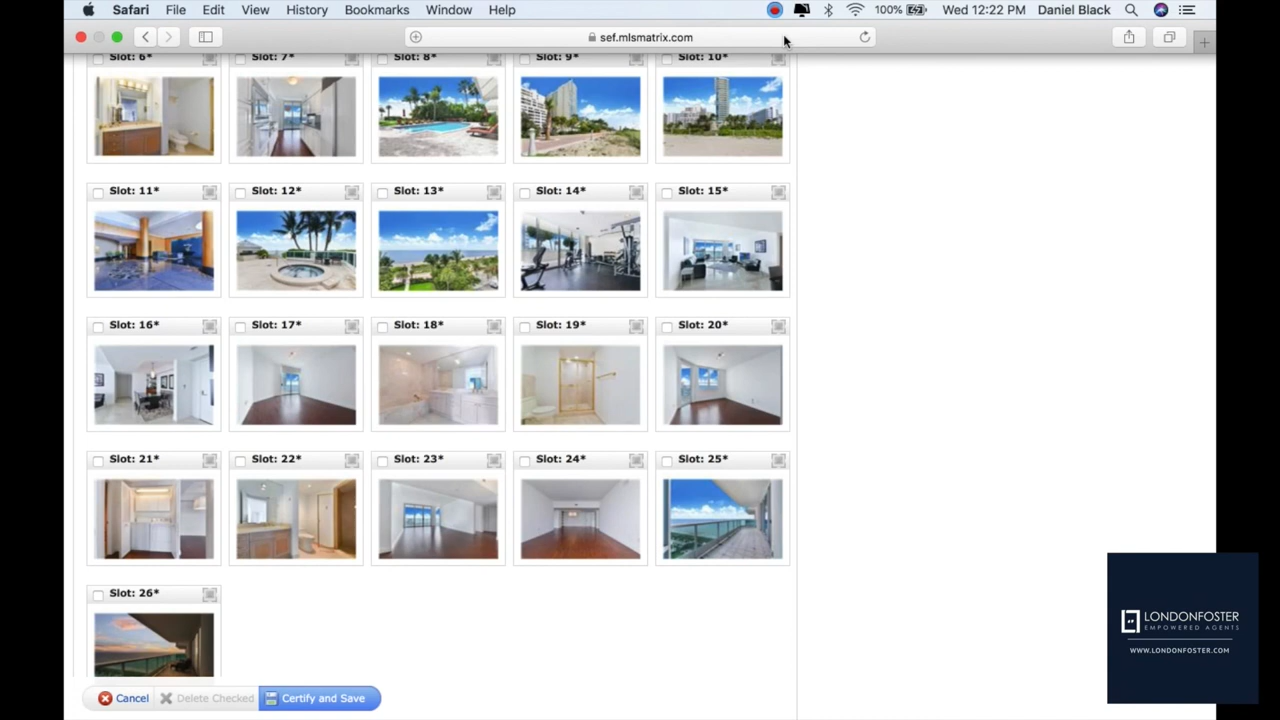 Safari File Edit View History Bookmarks Window Help 100% Wed 12:22 PM Daniel Black
sef.mlsmatrix.com
Slot: 6* Slot: 7* Slot: 8* Slot: 9* Slot: 10*
Slot: 11* Slot: 12* Slot: 13* Slot: 14* Slot: 15*
Slot: 16* Slot: 17* Slot: 18* Slot: 19* Slot: 20*
Slot: 21* Slot: 22* Slot: 23* Slot: 24* Slot: 25*
Slot: 26*
Cancel Delete Checked Certify and Save
LONDONFOSTER
EMPOWERED AGENTS
WWW.LONDONFOSTER.COM